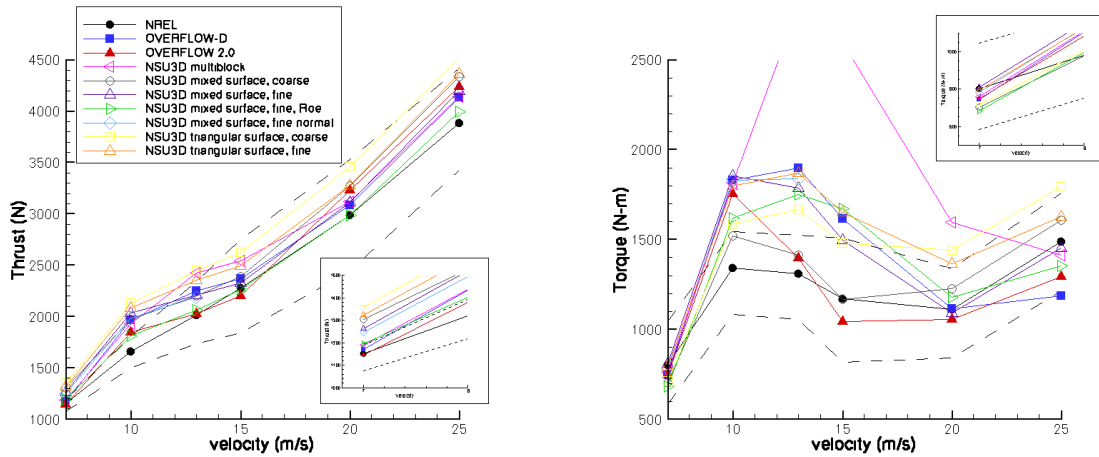 NREL
OVERFLOW-D
OVERFLOW 2.0
NSU3D multiblock
NSU3D mixed surface, coarse
NSU3D mixed surface, fine
NSU3D mixed surface, fine, Roe
NSU3D mixed surface, fine normal
NSU3D triangular surface, coarse
NSU3D triangular surface, fine
4500
4000
3500
3000
2500
2000
1500
1000
Thrust (N)
10
15
20
25
velocity (m/s)
Thrust (N)
velocity
2500
2000
1500
1000
500
Torque (N-m)
10
15
20
25
velocity (m/s)
Torque (N-m)
velocity